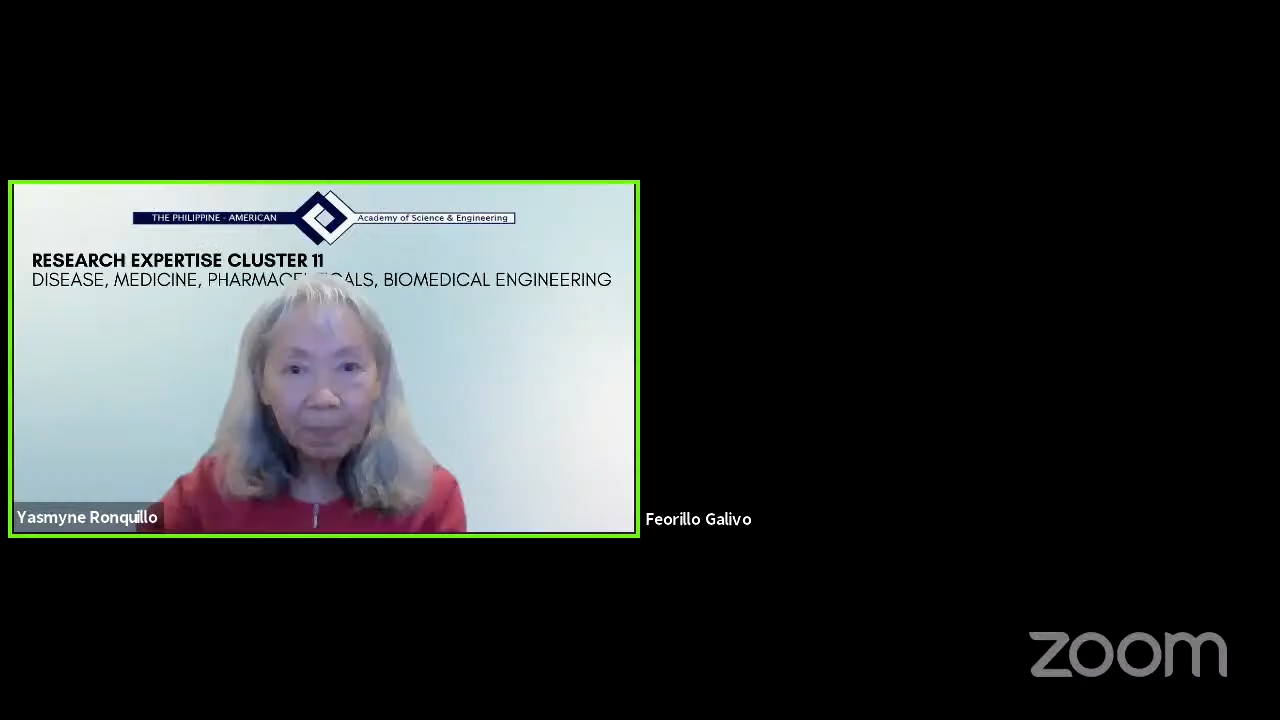 THE PHILIPPINE - AMERICAN Academy of Science & Engineering
RESEARCH EXPERTISE CLUSTER 11
DISEASE, MEDICINE, PHARMACEUTICALS, BIOMEDICAL ENGINEERING
Yasmyne Ronquillo
Feorillo Galivo
zoom